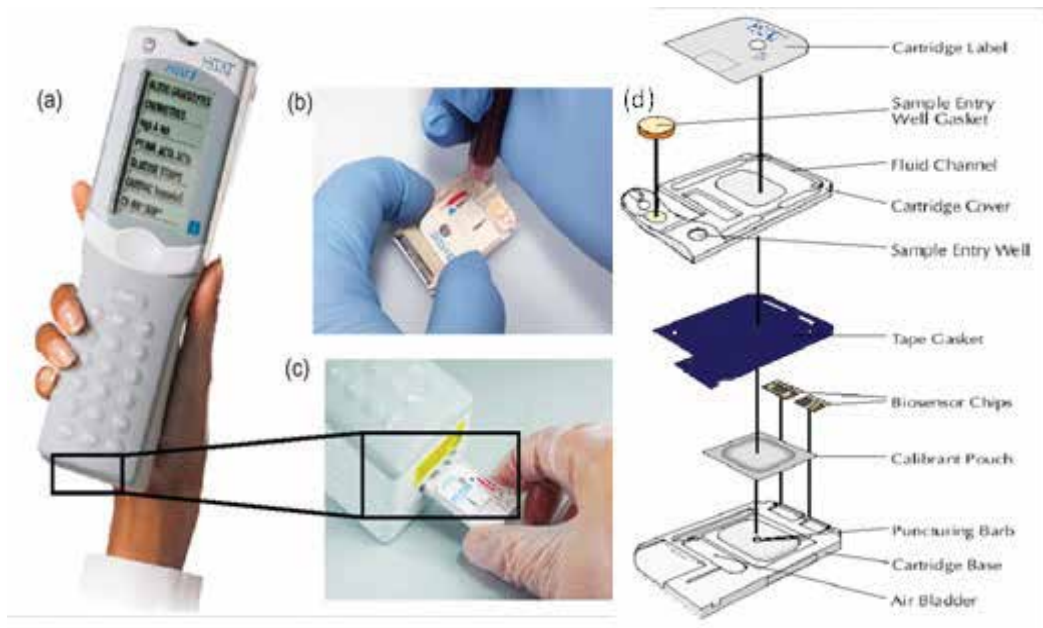 (a)
i-STAT
(b)
(c)
(d)
Cartridge Label
Sample Entry
Well Gasket
Fluid Channel
Cartridge Cover
Sample Entry Well
Tape Gasket
Biosensor Chips
Calibrant Pouch
Puncturing Barb
Cartridge Base
Air Bladder